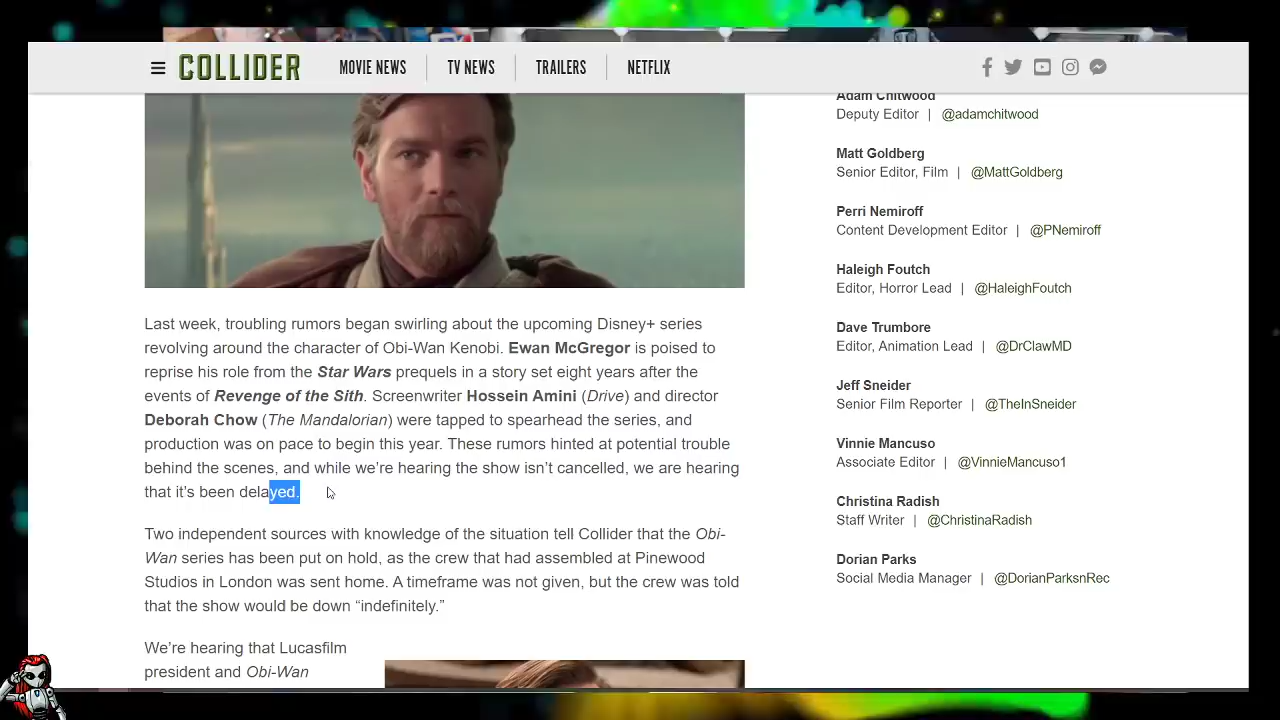 COLLIDER MOVIE NEWS TV NEWS TRAILERS NETFLIX
Last week, troubling rumors began swirling about the upcoming Disney+ series
revolving around the character of Obi-Wan Kenobi. Ewan McGregor is poised to
reprise his role from the Star Wars prequels in a story set eight years after the
events of Revenge of the Sith. Screenwriter Hossein Amini (Drive) and director
Deborah Chow (The Mandalorian) were tapped to spearhead the series, and
production was on pace to begin this year. These rumors hinted at potential trouble
behind the scenes, and while we’re hearing the show isn’t cancelled, we are hearing
that it’s been delayed.
Two independent sources with knowledge of the situation tell Collider that the Obi-
Wan series has been put on hold, as the crew that had assembled at Pinewood
Studios in London was sent home. A timeframe was not given, but the crew was told
that the show would be down “indefinitely.”
We’re hearing that Lucasfilm
president and Obi-Wan
Adam Chitwood
Deputy Editor | @adamchitwood
Matt Goldberg
Senior Editor, Film | @MattGoldberg
Perri Nemiroff
Content Development Editor | @PNemiroff
Haleigh Foutch
Editor, Horror Lead | @HaleighFoutch
Dave Trumbore
Editor, Animation Lead | @DrClawMD
Jeff Sneider
Senior Film Reporter | @TheInSneider
Vinnie Mancuso
Associate Editor | @VinnieMancuso1
Christina Radish
Staff Writer | @ChristinaRadish
Dorian Parks
Social Media Manager | @DorianParksnRec